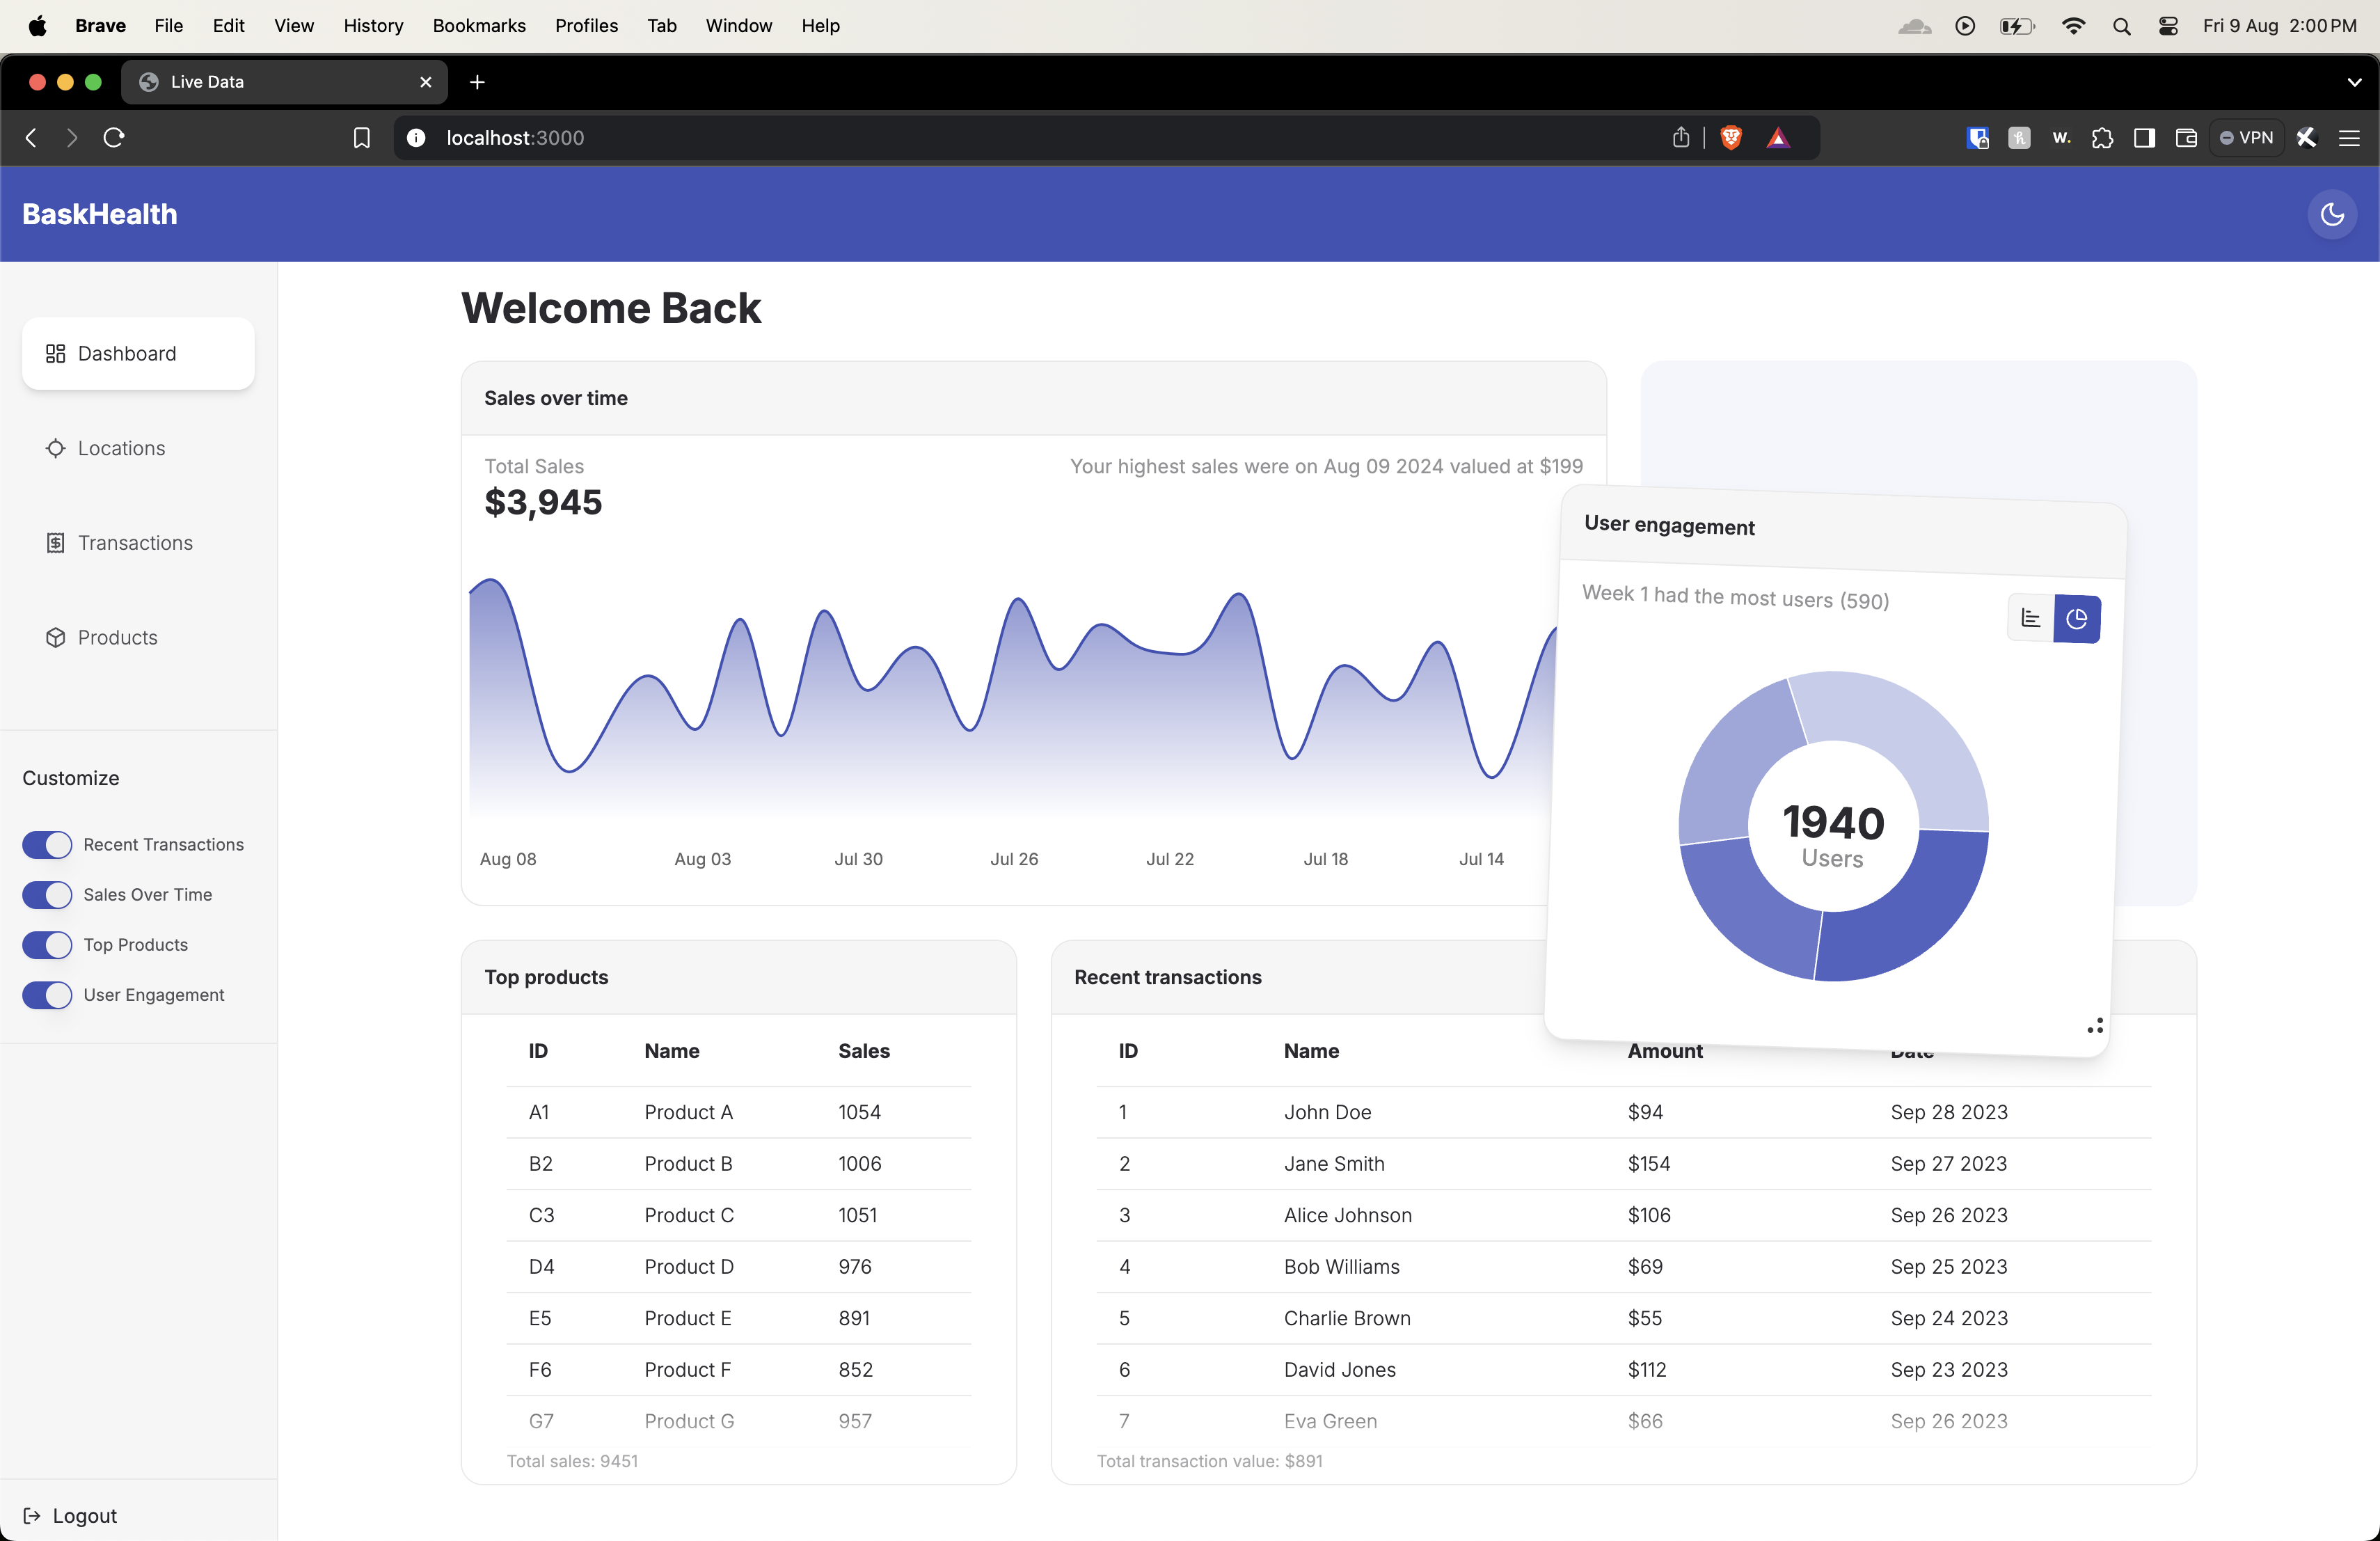 Brave File Edit View History Bookmarks Profiles Tab Window Help Fri 9 Aug 2:00 PM
Live Data
localhost:3000 W. VPN
BaskHealth
Dashboard
Locations
Transactions
Products
Customize
Recent Transactions
Sales Over Time
Top Products
User Engagement
Logout
Welcome Back
Sales over time
Total Sales
$3,945
Your highest sales were on Aug 09 2024 valued at $199
Aug 08 Aug 03 Jul 30 Jul 26 Jul 22 Jul 18 Jul 14
User engagement
Week 1 had the most users (590)
1940
Users
Top products
ID Name Sales
A1 Product A 1054
B2 Product B 1006
C3 Product C 1051
D4 Product D 976
E5 Product E 891
F6 Product F 852
G7 Product G 957
Total sales: 9451
Recent transactions
ID Name Amount Date
1 John Doe $94 Sep 28 2023
2 Jane Smith $154 Sep 27 2023
3 Alice Johnson $106 Sep 26 2023
4 Bob Williams $69 Sep 25 2023
5 Charlie Brown $55 Sep 24 2023
6 David Jones $112 Sep 23 2023
7 Eva Green $66 Sep 26 2023
Total transaction value: $891